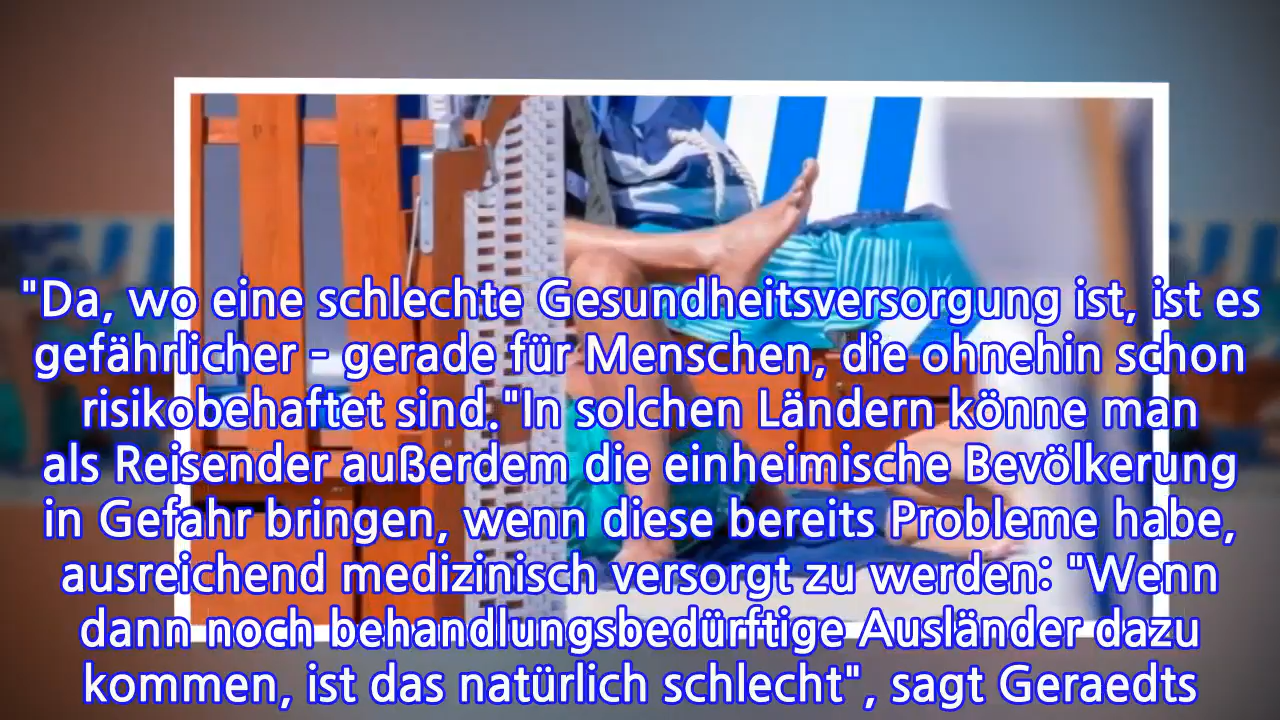 "Da, wo eine schlechte Gesundheitsversorgung ist, ist es
gefährlicher - gerade für Menschen, die ohnehin schon
risikobehaftet sind."In solchen Ländern könne man
als Reisender außerdem die einheimische Bevölkerung
in Gefahr bringen, wenn diese bereits Probleme habe,
ausreichend medizinisch versorgt zu werden: "Wenn
dann noch behandlungsbedürftige Ausländer dazu
kommen, ist das natürlich schlecht", sagt Geraedts